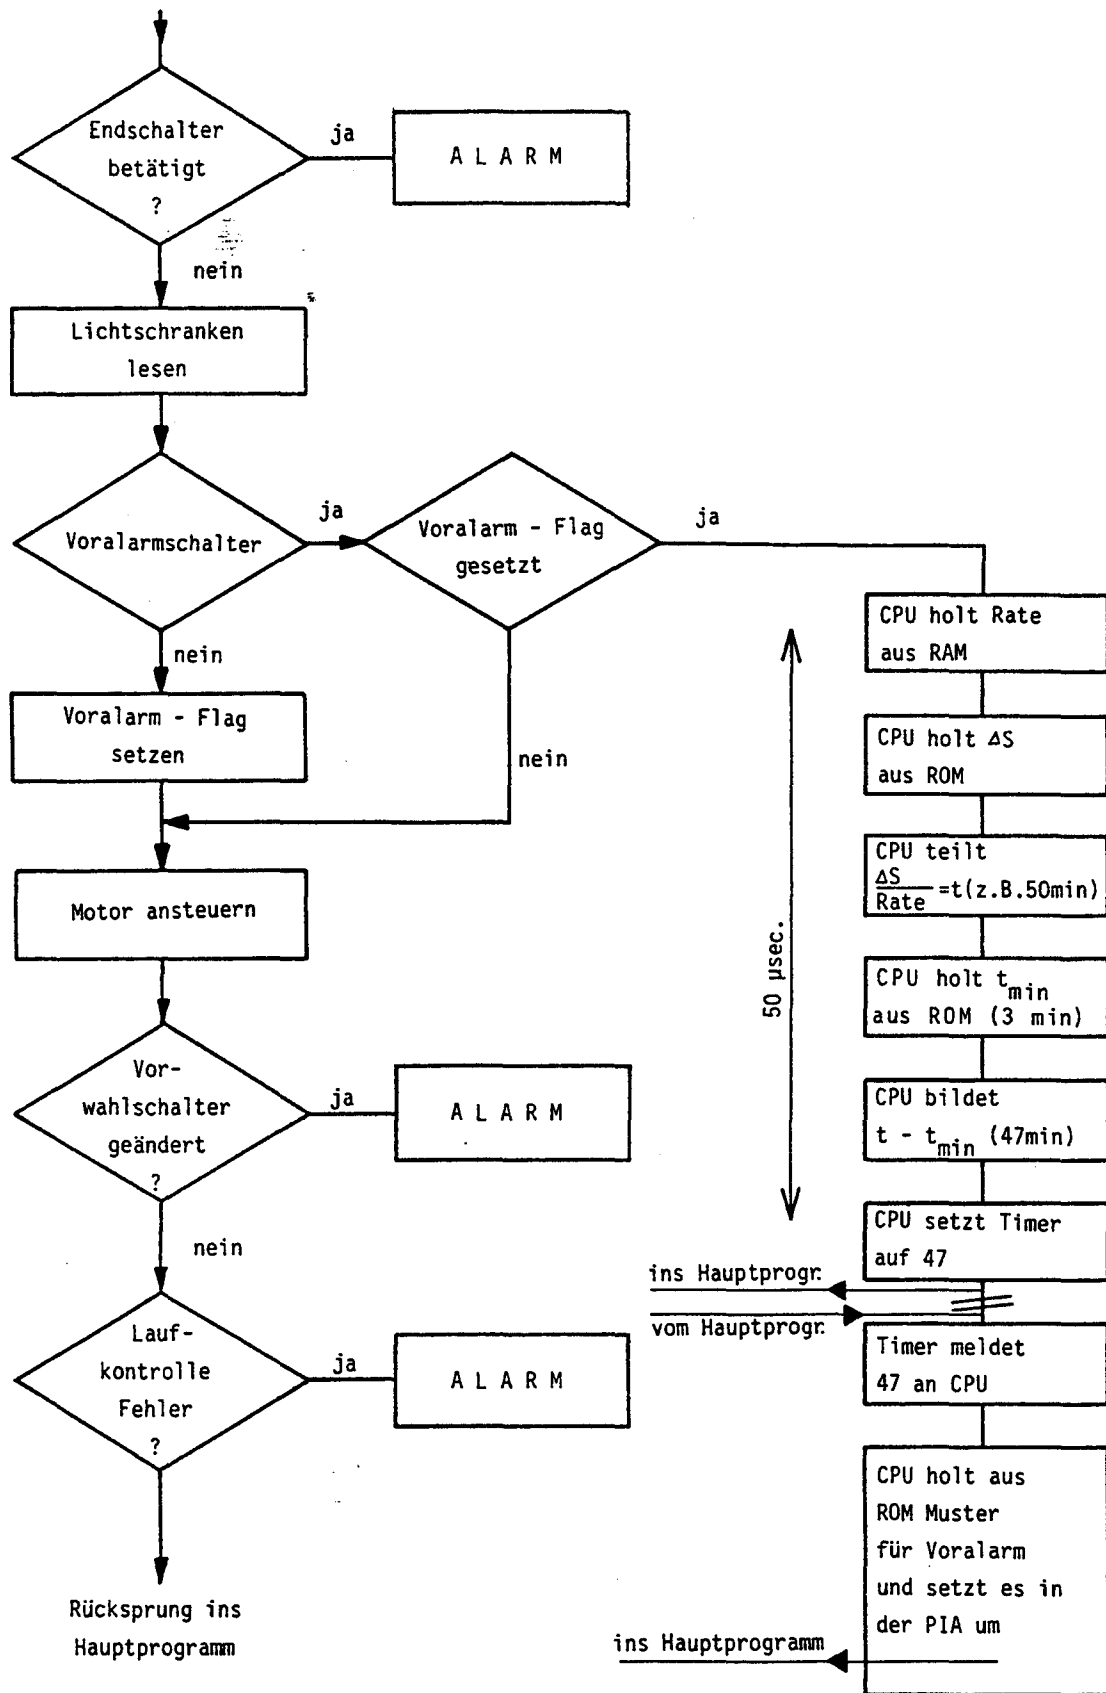 Endschalter
betätigt
?
ja
A L A R M
nein
Lichtschranken
lesen
Voralarmschalter
ja
Voralarm - Flag
gesetzt
ja
nein
Voralarm - Flag
setzen
nein
Motor ansteuern
Vor-
wahlschalter
geändert
?
ja
A L A R M
nein
Lauf-
kontrolle
Fehler
?
ja
A L A R M
Rücksprung ins
Hauptprogramm
50 µsec.
CPU holt Rate
aus RAM
CPU holt ΔS
aus ROM
CPU teilt
ΔS
Rate =t(z.B.50min)
CPU holt tmin
aus ROM (3 min)
CPU bildet
t - tmin (47min)
CPU setzt Timer
auf 47
ins Hauptprogr.
vom Hauptprogr.
Timer meldet
47 an CPU
CPU holt aus
ROM Muster
für Voralarm
und setzt es in
der PIA um
ins Hauptprogramm